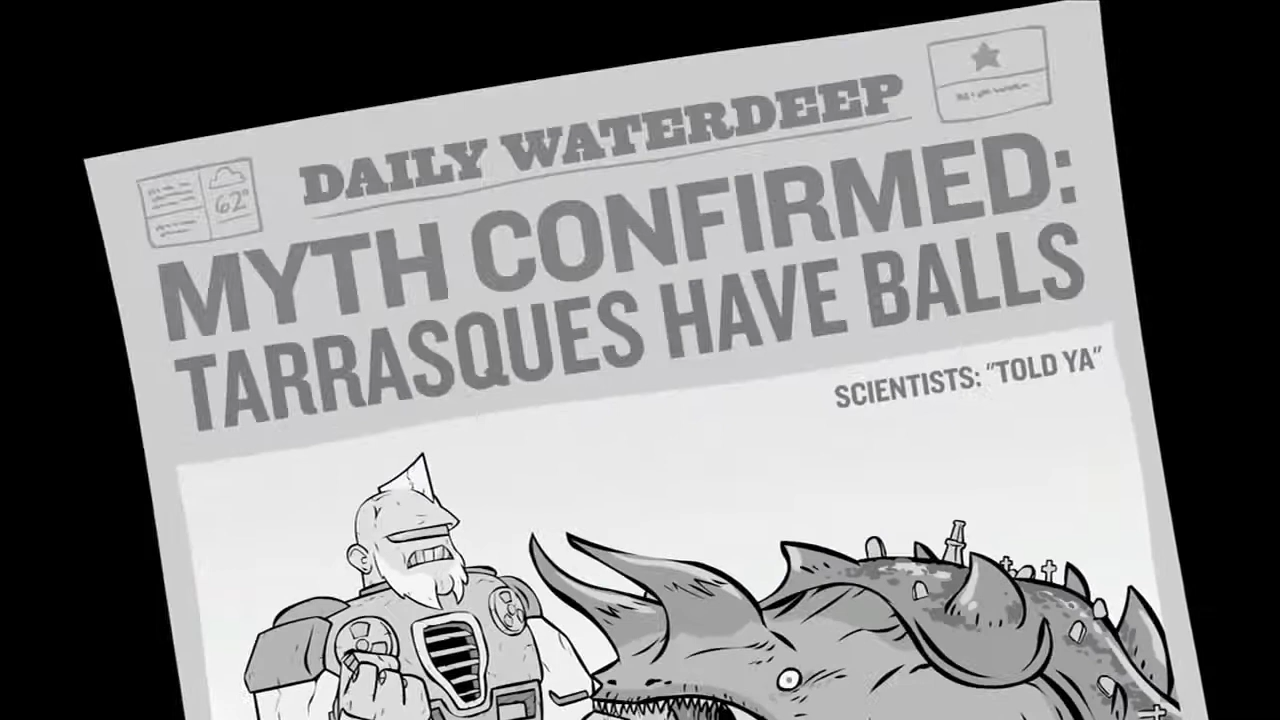 DAILY WATERDEEP
62°
MYTH CONFIRMED:
TARRASQUES HAVE BALLS
SCIENTISTS: "TOLD YA"